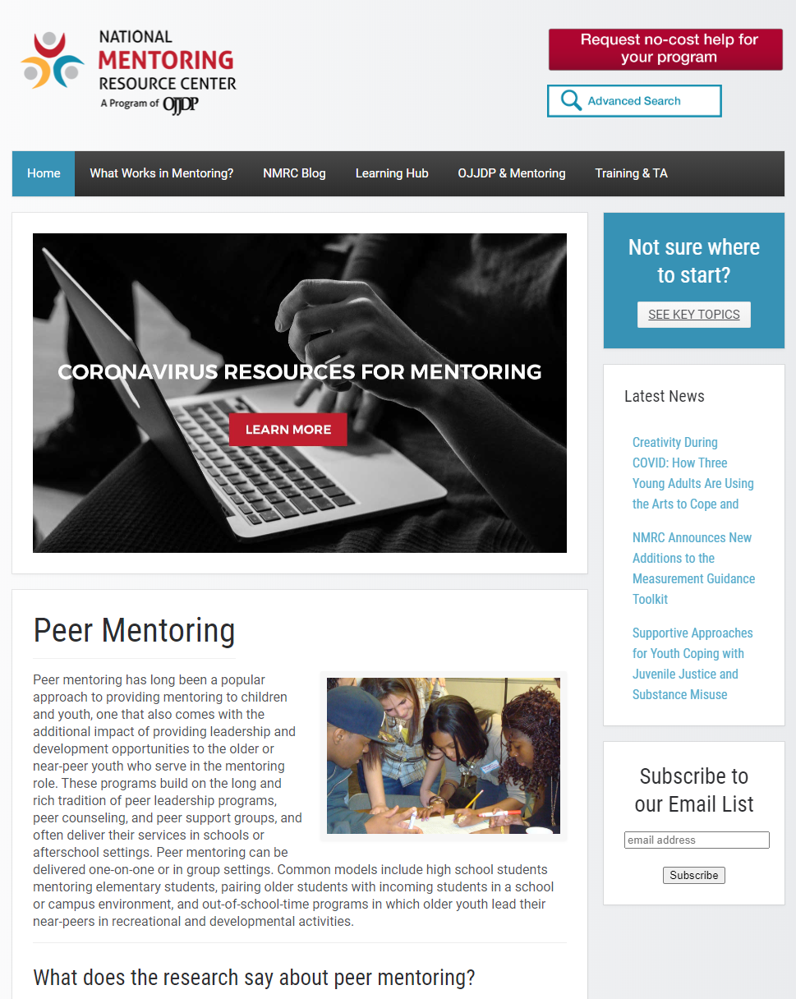 NATIONAL
MENTORING
RESOURCE CENTER
A Program of OJJDP
Request no-cost help for
your program
Advanced Search
Home What Works in Mentoring? NMRC Blog Learning Hub OJJDP & Mentoring Training & TA
CORONAVIRUS RESOURCES FOR MENTORING
LEARN MORE
Not sure where
to start?
SEE KEY TOPICS
Latest News
Creativity During
COVID: How Three
Young Adults Are Using
the Arts to Cope and
NMRC Announces New
Additions to the
Measurement Guidance
Toolkit
Supportive Approaches
for Youth Coping with
Juvenile Justice and
Substance Misuse
Subscribe to
our Email List
email address
Subscribe
Peer Mentoring
Peer mentoring has long been a popular
approach to providing mentoring to children
and youth, one that also comes with the
additional impact of providing leadership and
development opportunities to the older or
near-peer youth who serve in the mentoring
role. These programs build on the long and
rich tradition of peer leadership programs,
peer counseling, and peer support groups, and
often deliver their services in schools or
afterschool settings. Peer mentoring can be
delivered one-on-one or in group settings. Common models include high school students
mentoring elementary students, pairing older students with incoming students in a school
or campus environment, and out-of-school-time programs in which older youth lead their
near-peers in recreational and developmental activities.
What does the research say about peer mentoring?